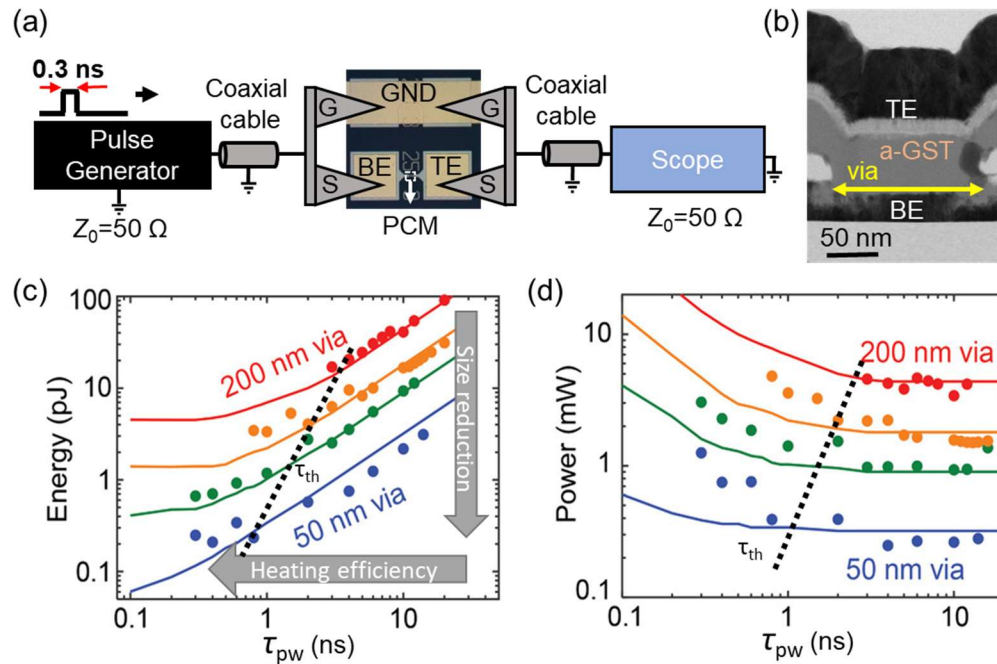 (a)
0.3 ns
Pulse
Generator
Z0=50 Ω
Coaxial
cable
G
S
GND
BE
TE
G
S
PCM
Coaxial
cable
Scope
Z0=50 Ω
(b)
TE
a-GST
via
BE
50 nm
(c)
Energy (pJ)
100
10
1
0.1
200 nm via
50 nm via
τth
Size reduction
Heating efficiency
0.1
1
10
τpw (ns)
(d)
Power (mW)
10
1
0.1
200 nm via
50 nm via
τth
0.1
1
10
τpw (ns)